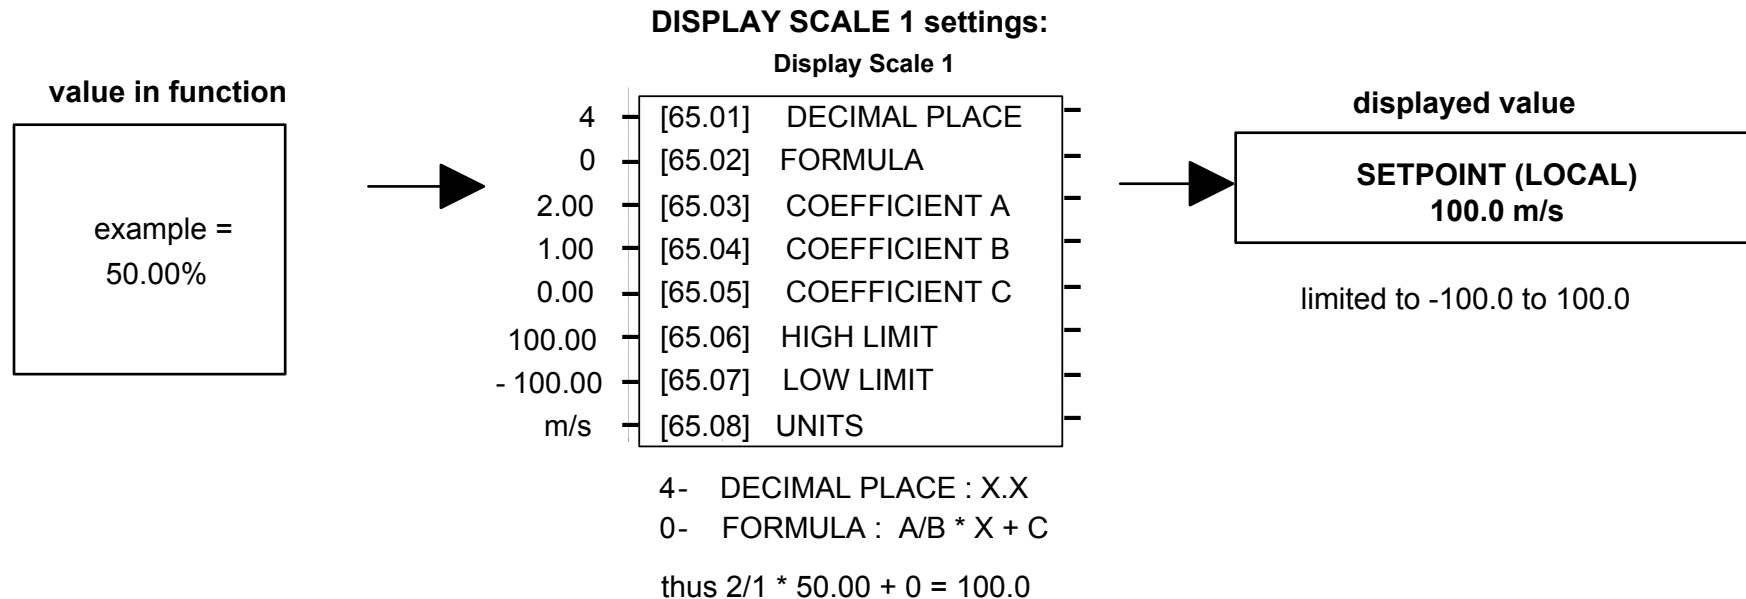 DISPLAY SCALE 1 settings:
Display Scale 1
value in function
example =
50.00%
4 [65.01] DECIMAL PLACE
0 [65.02] FORMULA
2.00 [65.03] COEFFICIENT A
1.00 [65.04] COEFFICIENT B
0.00 [65.05] COEFFICIENT C
100.00 [65.06] HIGH LIMIT
- 100.00 [65.07] LOW LIMIT
m/s [65.08] UNITS
4- DECIMAL PLACE : X.X
0- FORMULA : A/B * X + C
thus 2/1 * 50.00 + 0 = 100.0
displayed value
SETPOINT (LOCAL)
100.0 m/s
limited to -100.0 to 100.0